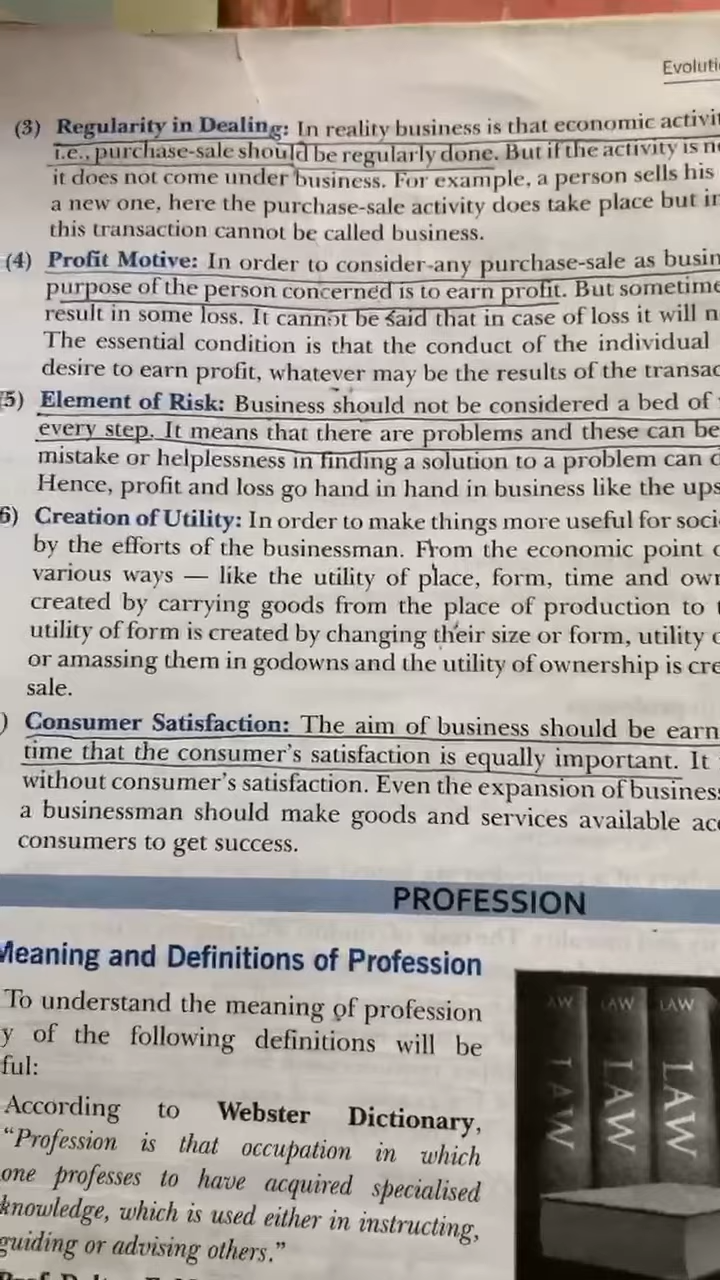 Evoluti
(3) Regularity in Dealing: In reality business is that economic activit
i.e., purchase-sale should be regularly done. But if the activity is n
it does not come under business. For example, a person sells his
a new one, here the purchase-sale activity does take place but in
this transaction cannot be called business.
(4) Profit Motive: In order to consider any purchase-sale as busin
purpose of the person concerned is to earn profit. But sometime
result in some loss. It cannot be said that in case of loss it will n
The essential condition is that the conduct of the individual
desire to earn profit, whatever may be the results of the transac
5) Element of Risk: Business should not be considered a bed of
every step. It means that there are problems and these can be
mistake or helplessness in finding a solution to a problem can
Hence, profit and loss go hand in hand in business like the ups
6) Creation of Utility: In order to make things more useful for soci
by the efforts of the businessman. From the economic point
various ways — like the utility of place, form, time and own
created by carrying goods from the place of production to
utility of form is created by changing their size or form, utility
or amassing them in godowns and the utility of ownership is cre
sale.
) Consumer Satisfaction: The aim of business should be earn
time that the consumer's satisfaction is equally important. It
without consumer's satisfaction. Even the expansion of busines
a businessman should make goods and services available acc
consumers to get success.
PROFESSION
Meaning and Definitions of Profession
To understand the meaning of profession
y of the following definitions will be
ful:
According to Webster Dictionary,
"Profession is that occupation in which
one professes to have acquired specialised
knowledge, which is used either in instructing,
guiding or advising others."
AW LAW LAW
LAW LAW LAW